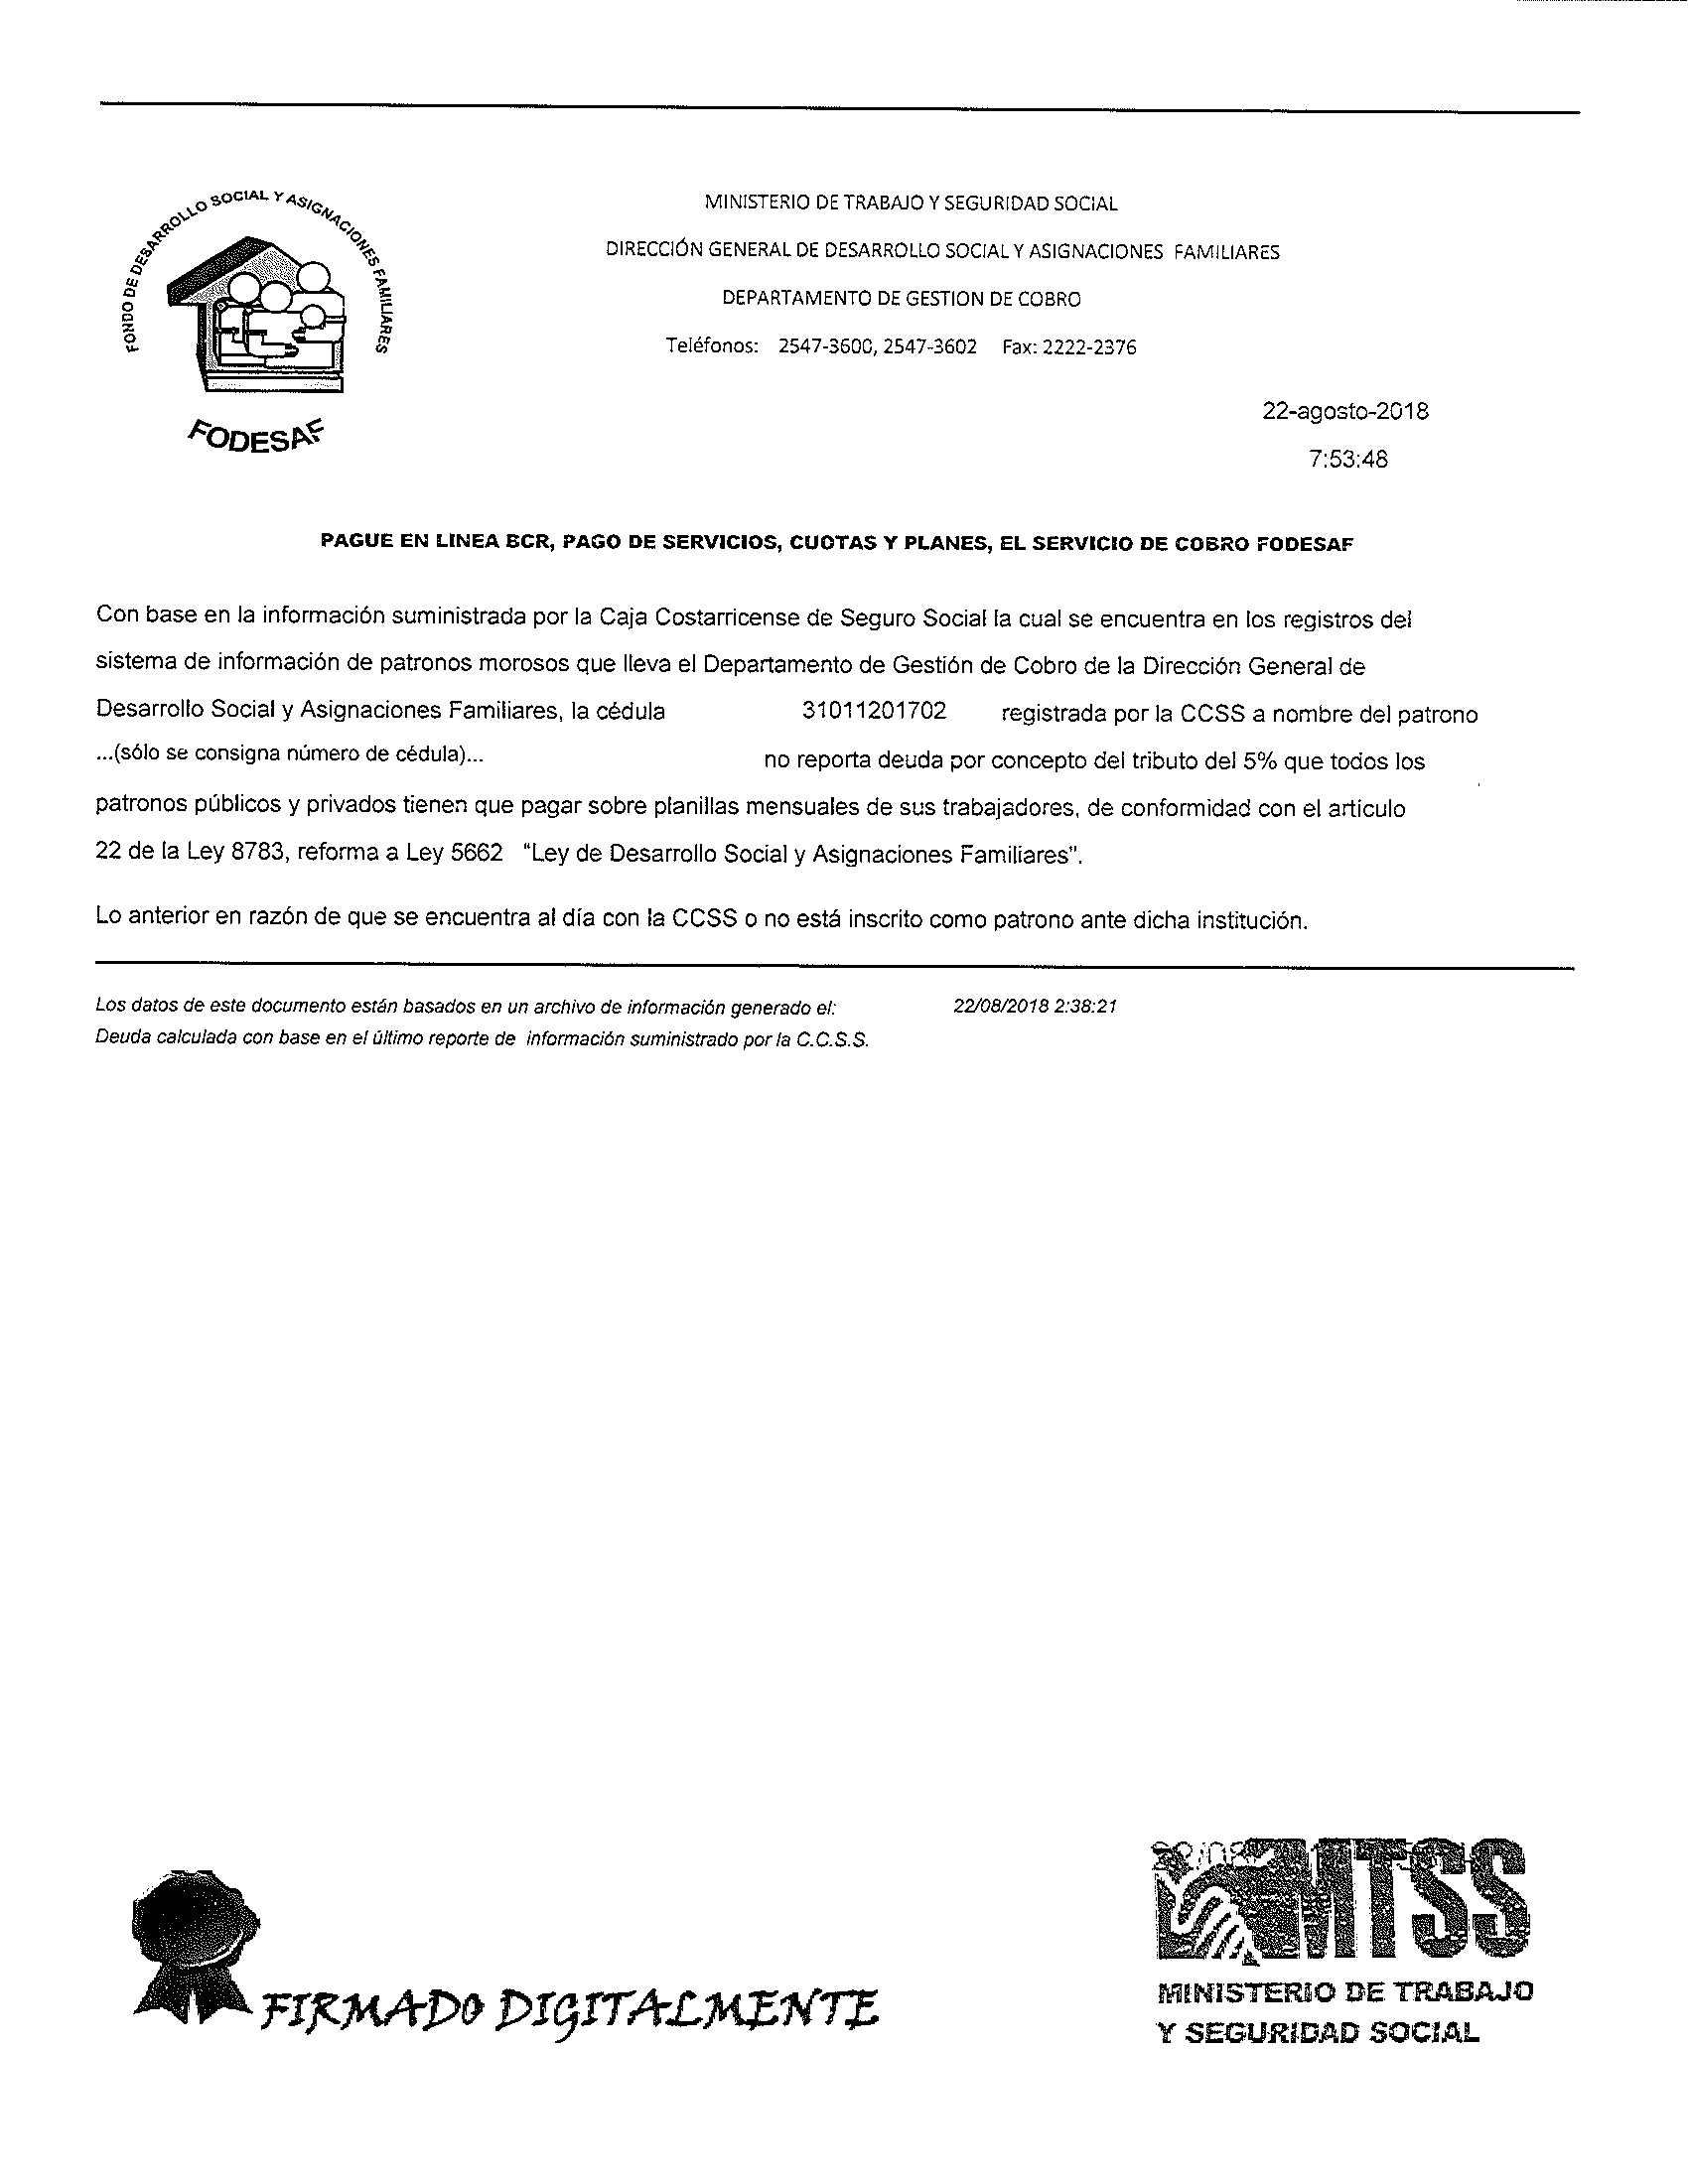 FONDO DE DESARROLLO SOCIAL Y ASIGNACIONES FAMILIARES
FODESAF
MINISTERIO DE TRABAJO Y SEGURIDAD SOCIAL
DIRECCIÓN GENERAL DE DESARROLLO SOCIAL Y ASIGNACIONES FAMILIARES
DEPARTAMENTO DE GESTION DE COBRO
Teléfonos: 2547-3600, 2547-3602 Fax: 2222-2376
22-agosto-2018
7:53:48
PAGUE EN LINEA BCR, PAGO DE SERVICIOS, CUOTAS Y PLANES, EL SERVICIO DE COBRO FODESAF
Con base en la información suministrada por la Caja Costarricense de Seguro Social la cual se encuentra en los registros del
sistema de información de patronos morosos que lleva el Departamento de Gestión de Cobro de la Dirección General de
Desarrollo Social y Asignaciones Familiares, la cédula 31011201702 registrada por la CCSS a nombre del patrono
...(sólo se consigna número de cédula)... no reporta deuda por concepto del tributo del 5% que todos los
patronos públicos y privados tienen que pagar sobre planillas mensuales de sus trabajadores, de conformidad con el articulo
22 de la Ley 8783, reforma a Ley 5662 "Ley de Desarrollo Social y Asignaciones Familiares".
Lo anterior en razón de que se encuentra al día con la CCSS o no está inscrito como patrono ante dicha institución.
Los datos de este documento están basados en un archivo de información generado el: 22/08/2018 2:38:21
Deuda calculada con base en el último reporte de información suministrado por la C.C.S.S.
FIRMADO DIGITALMENTE
MTSS
MINISTERIO DE TRABAJO
Y SEGURIDAD SOCIAL